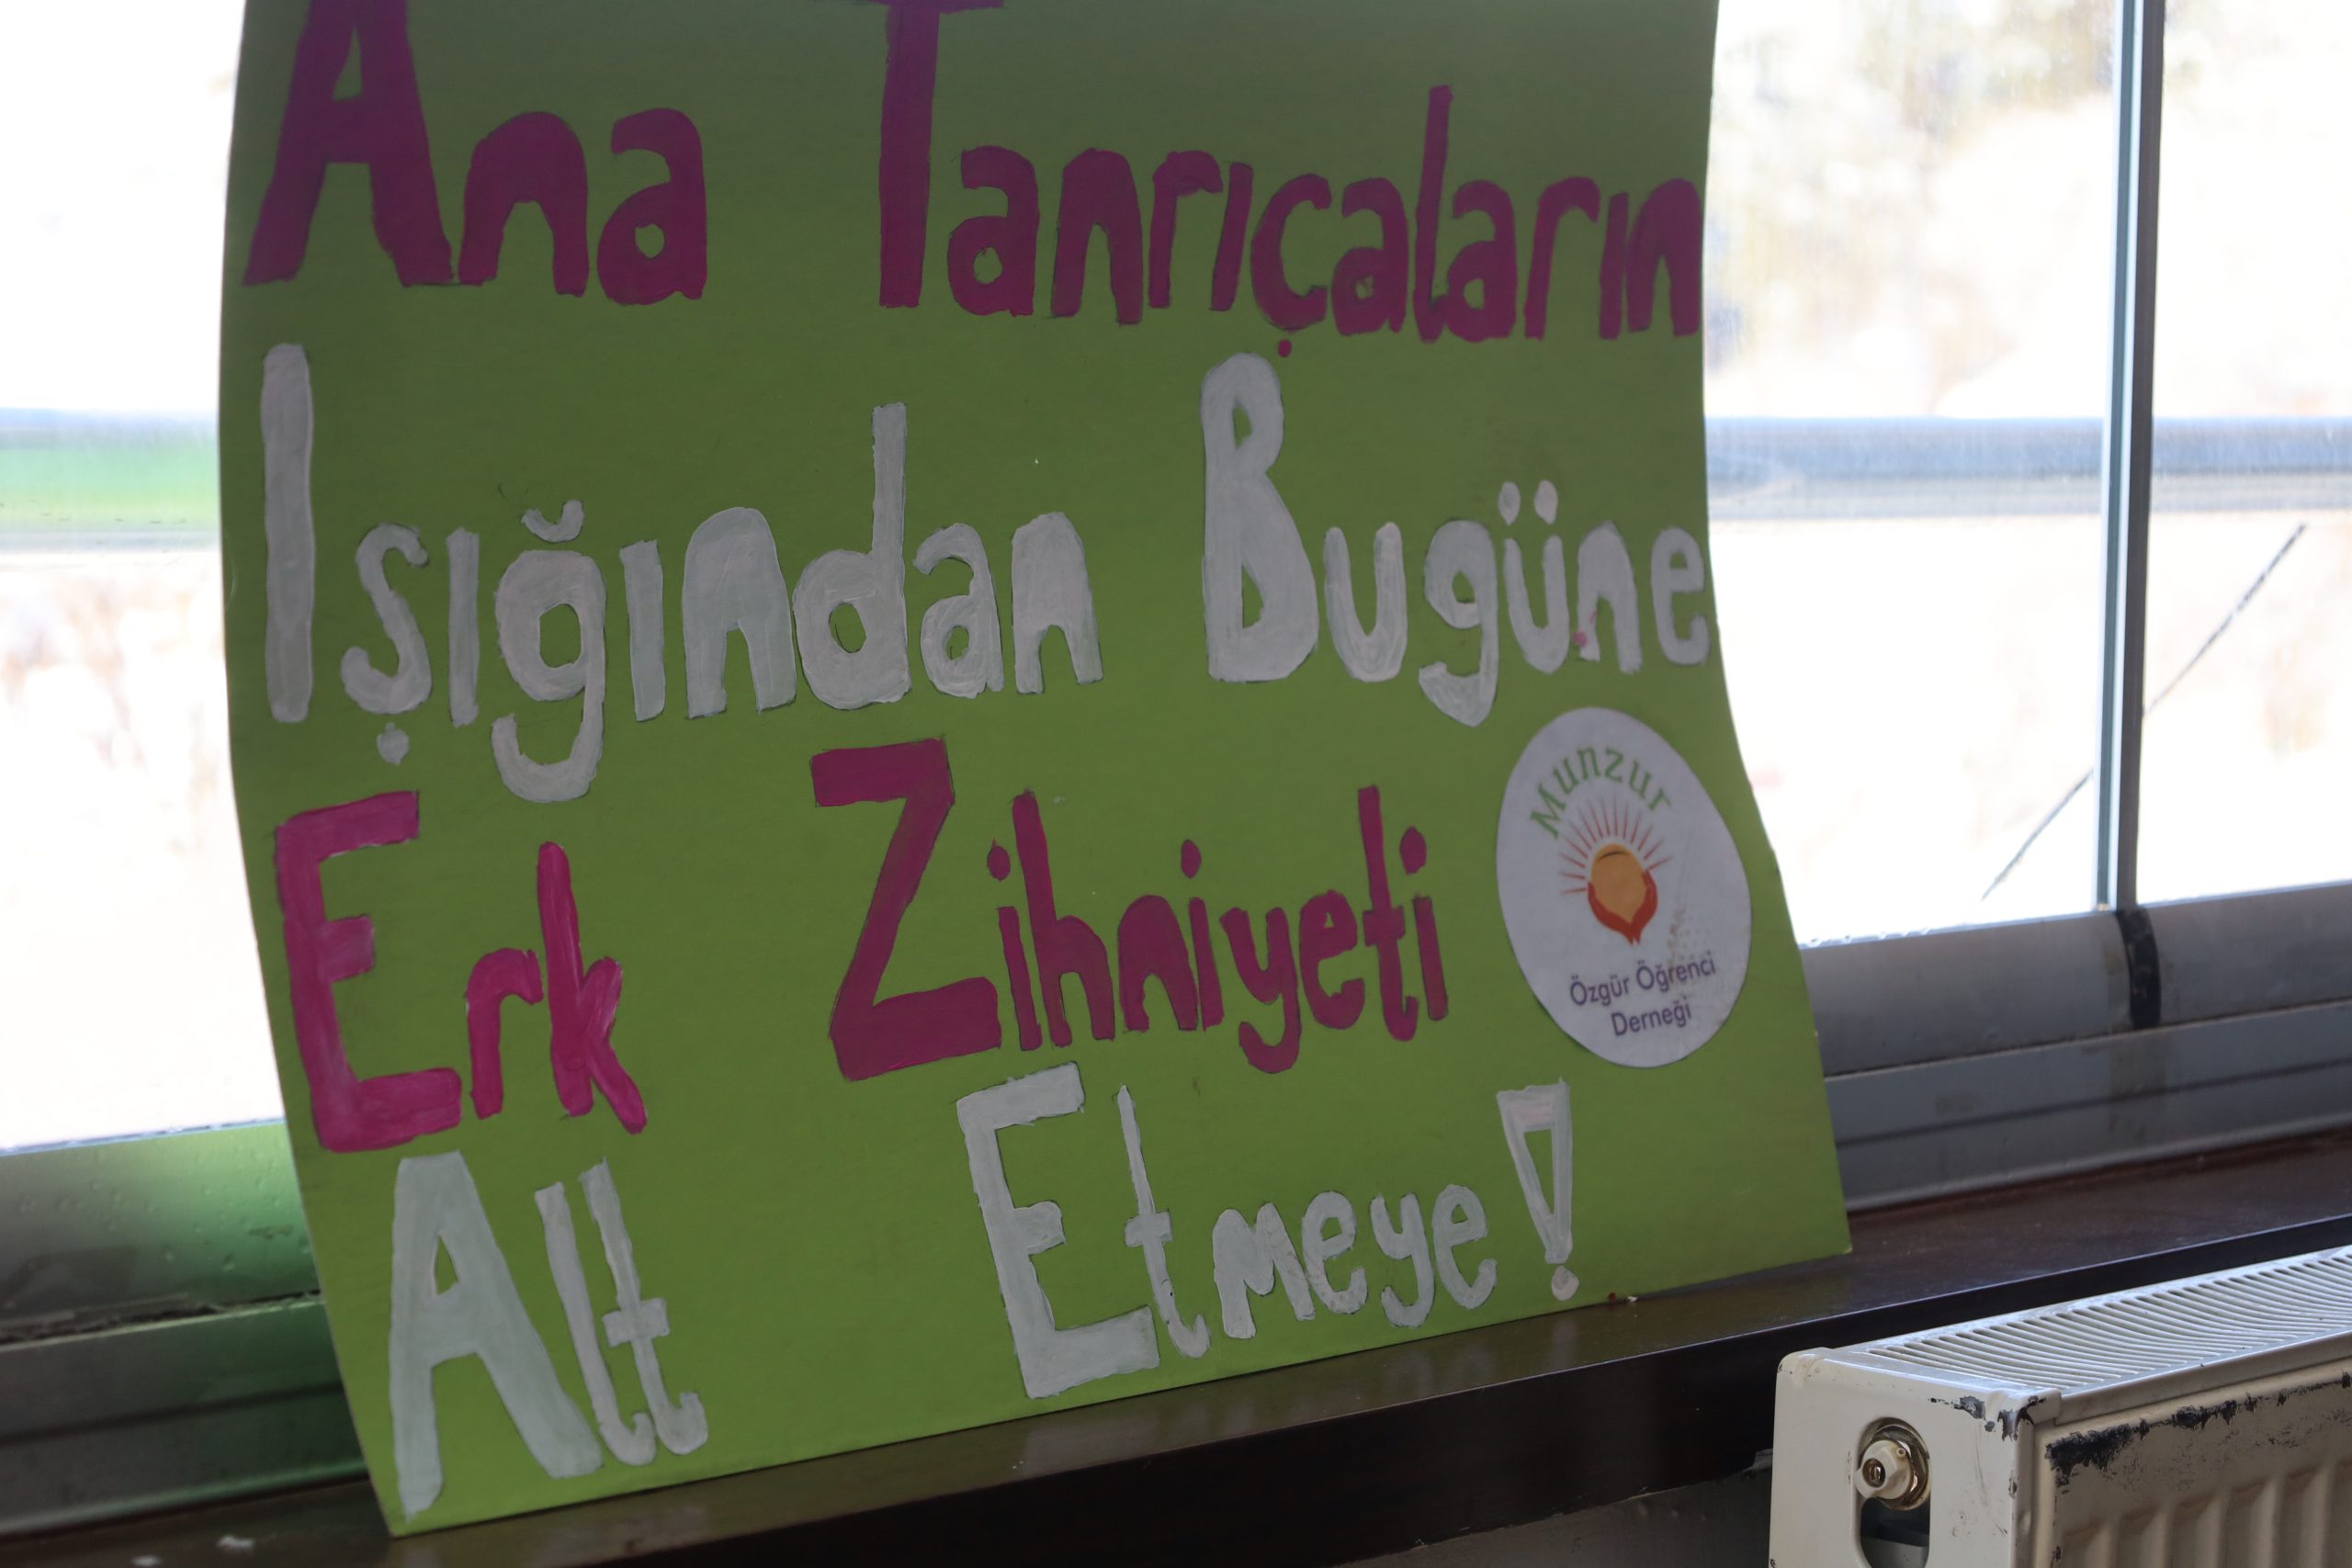 Ana Tanrıçaların
Işığından Bugüne
Erk Zihniyeti
Alt Etmeye!
Munzur
Özgür Öğrenci
Derneği